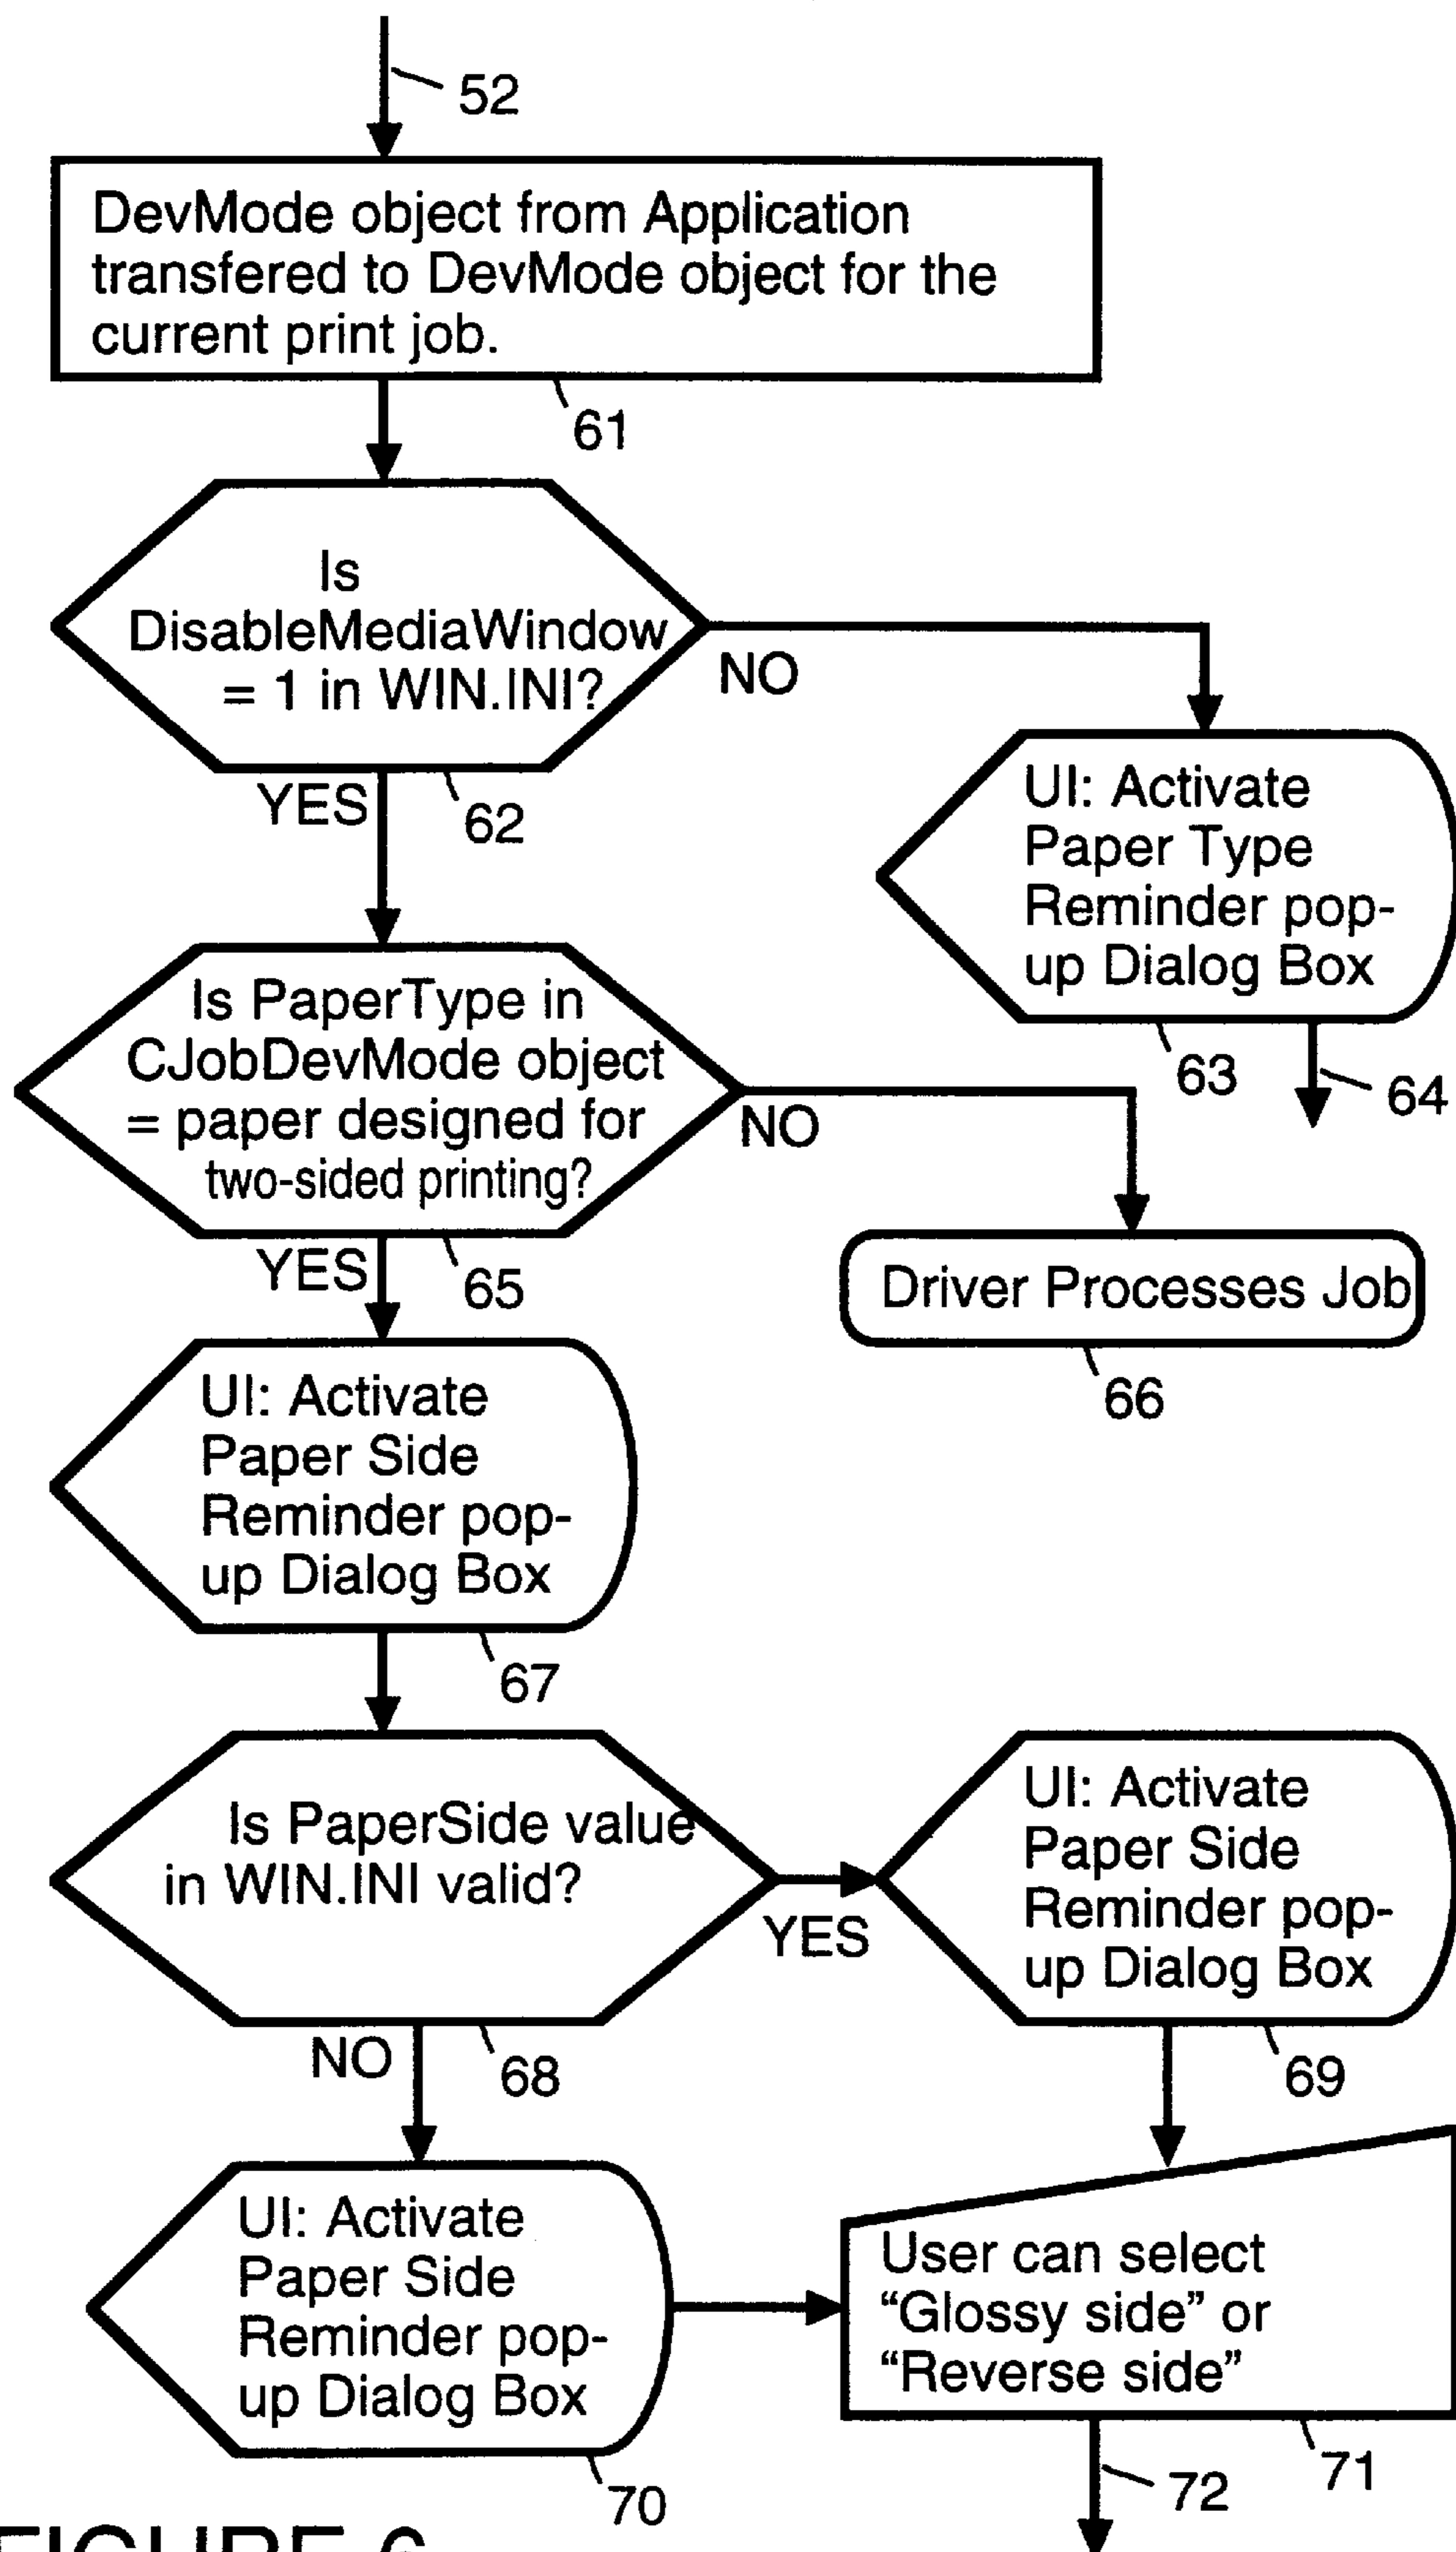 52
DevMode object from Application
transfered to DevMode object for the
current print job.
61
Is
DisableMediaWindow
= 1 in WIN.INI?
NO
YES
62
UI: Activate
Paper Type
Reminder pop-
up Dialog Box
63
64
Is PaperType in
CJobDevMode object
= paper designed for
two-sided printing?
NO
YES
65
Driver Processes Job
66
UI: Activate
Paper Side
Reminder pop-
up Dialog Box
67
Is PaperSide value
in WIN.INI valid?
YES
NO
68
UI: Activate
Paper Side
Reminder pop-
up Dialog Box
69
UI: Activate
Paper Side
Reminder pop-
up Dialog Box
70
User can select
“Glossy side” or
“Reverse side”
71
72
FIGURE 6